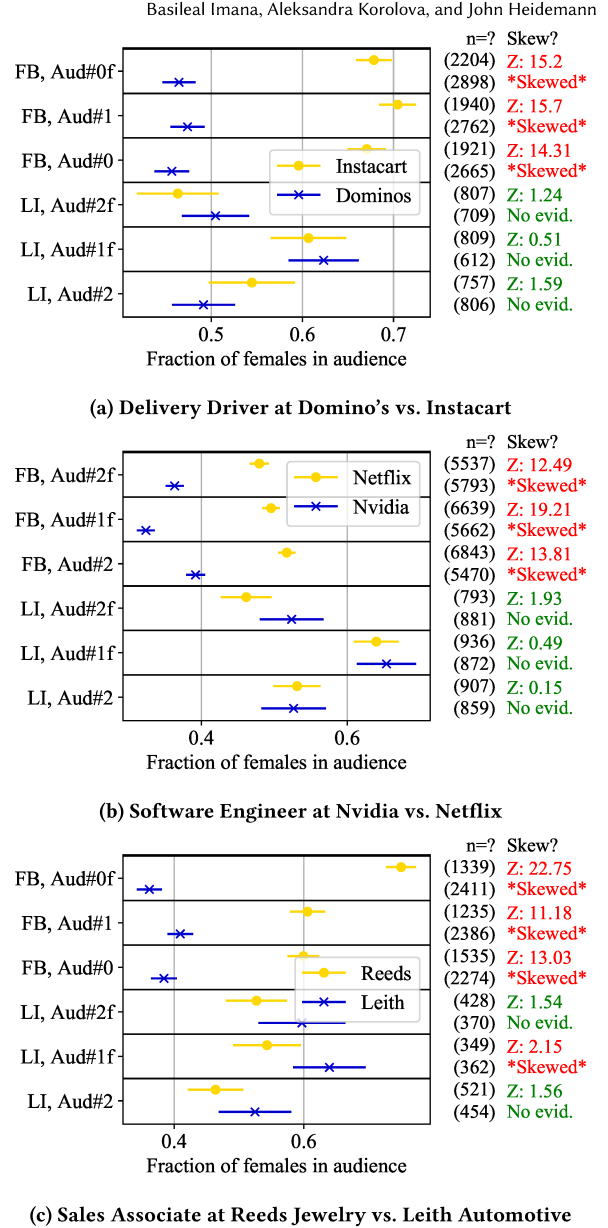 Basileal Imana, Aleksandra Korolova, and John Heidemann
n=? Skew?
FB, Aud#0f (2204) Z: 15.2
(2898) *Skewed*
FB, Aud#1 (1940) Z: 15.7
(2762) *Skewed*
FB, Aud#0 (1921) Z: 14.31
Instacart
(2665) *Skewed*
Dominos
LI, Aud#2f (807) Z: 1.24
(709) No evid.
LI, Aud#1f (809) Z: 0.51
(612) No evid.
LI, Aud#2 (757) Z: 1.59
(806) No evid.
0.5 0.6 0.7
Fraction of females in audience
(a) Delivery Driver at Domino's vs. Instacart
n=? Skew?
FB, Aud#2f (5537) Z: 12.49
Netflix
(5793) *Skewed*
Nvidia
FB, Aud#1f (6639) Z: 19.21
(5662) *Skewed*
FB, Aud#2 (6843) Z: 13.81
(5470) *Skewed*
LI, Aud#2f (793) Z: 1.93
(881) No evid.
LI, Aud#1f (936) Z: 0.49
(872) No evid.
LI, Aud#2 (907) Z: 0.15
(859) No evid.
0.4 0.6
Fraction of females in audience
(b) Software Engineer at Nvidia vs. Netflix
n=? Skew?
FB, Aud#0f (1339) Z: 22.75
(2411) *Skewed*
FB, Aud#1 (1235) Z: 11.18
(2386) *Skewed*
FB, Aud#0 (1535) Z: 13.03
Reeds
(2274) *Skewed*
Leith
LI, Aud#2f (428) Z: 1.54
(370) No evid.
LI, Aud#1f (349) Z: 2.15
(362) *Skewed*
LI, Aud#2 (521) Z: 1.56
(454) No evid.
0.4 0.6
Fraction of females in audience
(c) Sales Associate at Reeds Jewelry vs. Leith Automotive